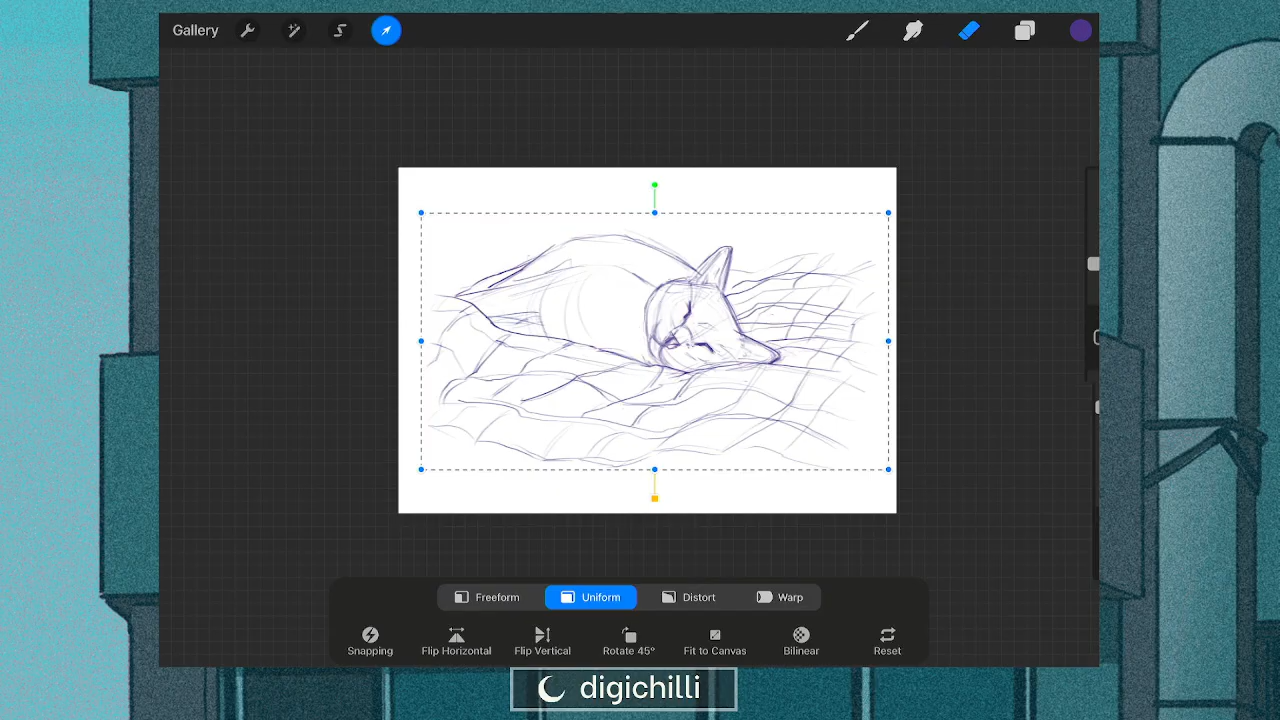 Gallery
Freeform Uniform Distort Warp
Snapping Flip Horizontal Flip Vertical Rotate 45° Fit to Canvas Bilinear Reset
digichilli